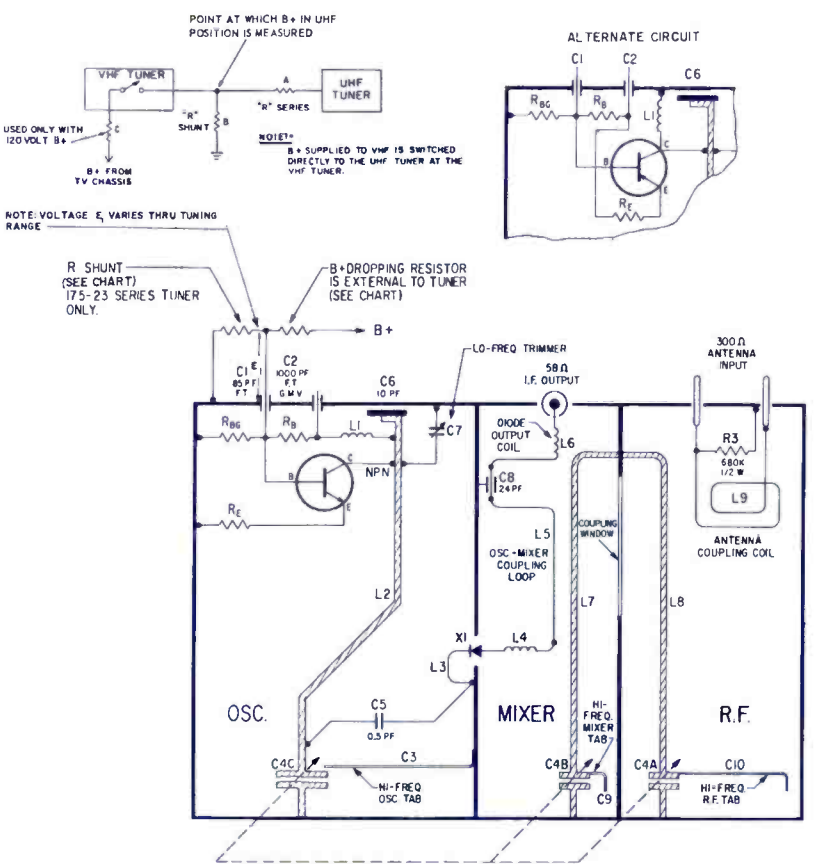 POINT AT WHICH B+ IN UHF
POSITION IS MEASURED
VHF TUNER
A
"R" SERIES
UHF
TUNER
"R"
SHUNT
B
USED ONLY WITH
120 VOLT B+
C
B+ FROM
TV CHASSIS
NOTE:-
B+ SUPPLIED TO VHF IS SWITCHED
DIRECTLY TO THE UHF TUNER AT THE
VHF TUNER.
ALTERNATE CIRCUIT
C1
C2
C6
RBG
RB
L1
C
B
E
RE
NOTE: VOLTAGE E, VARIES THRU TUNING
RANGE
R SHUNT
(SEE CHART)
175-23 SERIES TUNER
ONLY.
B+ DROPPING RESISTOR
IS EXTERNAL TO TUNER
(SEE CHART)
B+
C1
85 PF
F.T
E
C2
1000 PF
F.T
G.M.V
C6
10 PF
LO-FREQ TRIMMER
C7
58Ω
I.F. OUTPUT
300Ω
ANTENNA
INPUT
RBG
RB
L1
C
B
E
NPN
RE
DIODE
OUTPUT
COIL
L6
C8
24 PF
R3
680K
1/2 W
L9
ANTENNA
COUPLING COIL
L5
OSC-MIXER
COUPLING
LOOP
COUPLING
WINDOW
L2
L7
L8
X1
L4
L3
OSC.
MIXER
R.F.
C5
0.5 PF
HI-
FREQ.
MIXER
TAB
C4C
C3
HI-FREQ
OSC TAB
C4B
C9
C4A
C10
HI-FREQ.
R.F. TAB